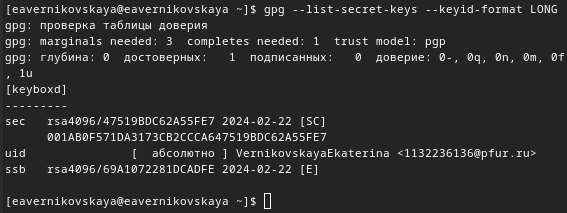 [eavernikovskaya@eavernikovskaya ~]$ gpg --list-secret-keys --keyid-format LONG
gpg: проверка таблицы доверия
gpg: marginals needed: 3  completes needed: 1  trust model: pgp
gpg: глубина: 0  достоверных:   1  подписанных:   0  доверие: 0-, 0q, 0n, 0m, 0f
, 1u
[keyboxd]
---------
sec   rsa4096/47519BDC62A55FE7 2024-02-22 [SC]
      001AB0F571DA3173CB2CCCA647519BDC62A55FE7
uid              [  абсолютно ] VernikovskayaEkaterina <1132236136@pfur.ru>
ssb   rsa4096/69A1072281DCADFE 2024-02-22 [E]

[eavernikovskaya@eavernikovskaya ~]$